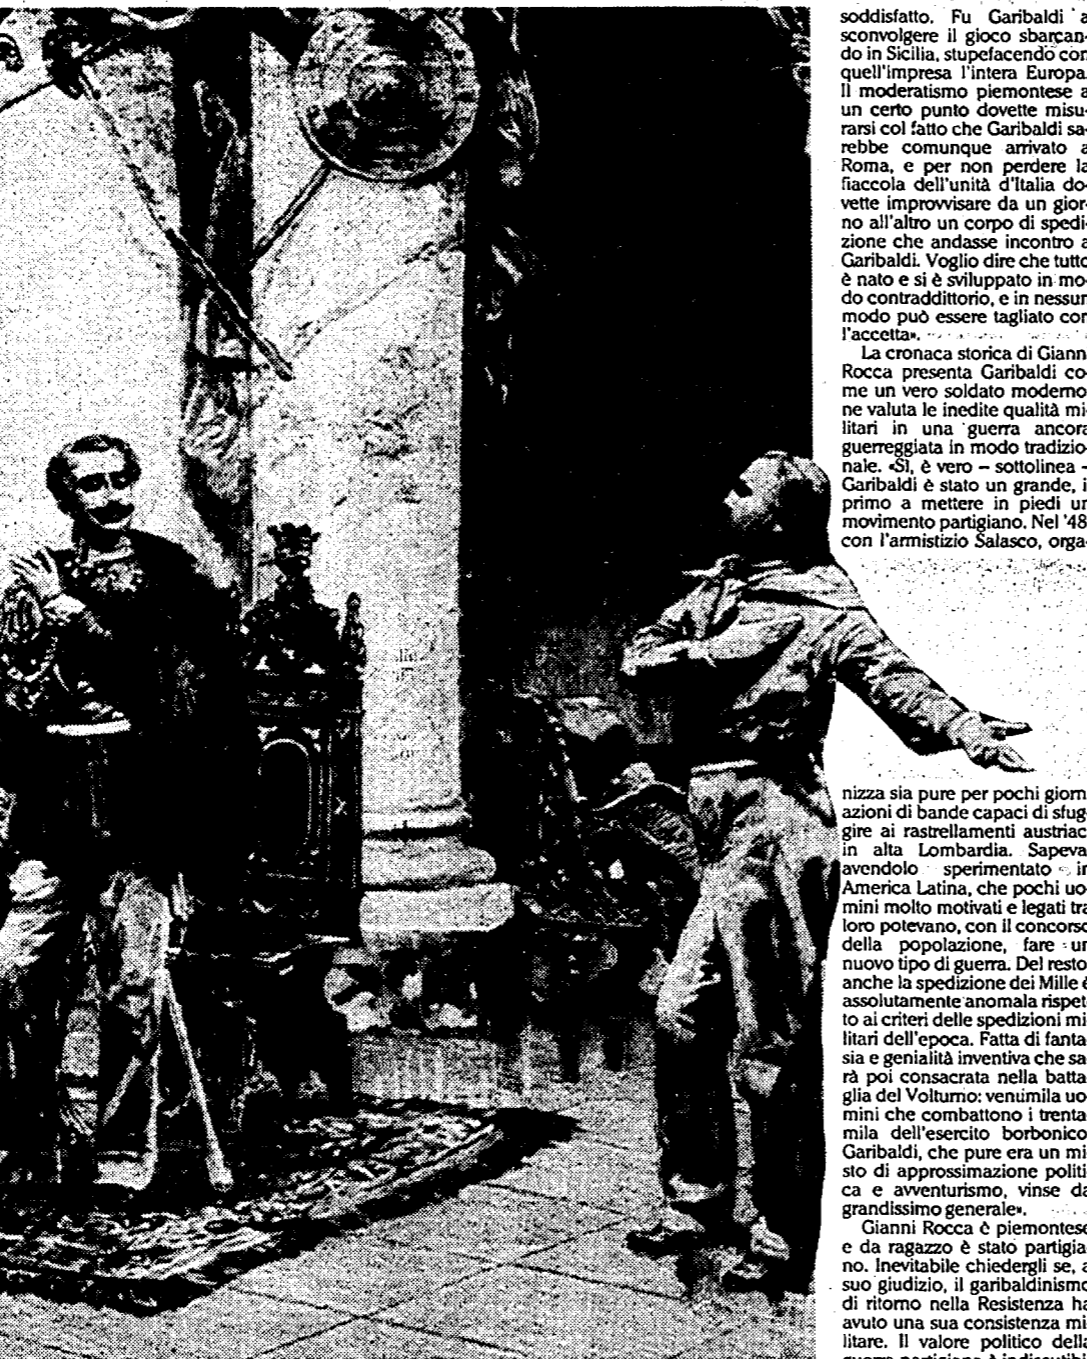 soddisfatto. Fu Garibaldi a
sconvolgere il gioco sbarcan-
do in Sicilia, stupefacendo con
quell'impresa l'intera Europa.
Il moderatismo piemontese a
un certo punto dovette misu-
rarsi col fatto che Garibaldi sa-
rebbe comunque arrivato a
Roma, e per non perdere la
fiaccola dell'unità d'Italia do-
vette improvvisare da un gior-
no all'altro un corpo di spedi-
zione che andasse incontro a
Garibaldi. Voglio dire che tutto
è nato e si è sviluppato in mo-
do contraddittorio, e in nessun
modo può essere tagliato con
l'accetta».
La cronaca storica di Gianni
Rocca presenta Garibaldi co-
me un vero soldato moderno
ne valuta le inedite qualità mi-
litari in una guerra ancora
guerreggiata in modo tradizio-
nale. «Sì, è vero – sottolinea –
Garibaldi è stato un grande, i
primo a mettere in piedi un
movimento partigiano. Nel '48
con l'armistizio Salasco, orga-
nizza sia pure per pochi giorni
azioni di bande capaci di sfug-
gire ai rastrellamenti austriac
in alta Lombardia. Sapeva
avendolo sperimentato in
America Latina, che pochi uo-
mini molto motivati e legati tra
loro potevano, con il concorso
della popolazione, fare un
nuovo tipo di guerra. Del resto
anche la spedizione dei Mille è
assolutamente anomala rispet-
to ai criteri delle spedizioni mi
litari dell'epoca. Fatta di fanta
sia e genialità inventiva che sa
rà poi consacrata nella batta
glia del Volturno: ventimila uo
mini che combattono i trenta
mila dell'esercito borbonico
Garibaldi, che pure era un mi
sto di approssimazione politi
ca e avventurismo, vinse da
grandissimo generale».
Gianni Rocca è piemontese
e da ragazzo è stato partigia
no. Inevitabile chiedergli se, a
suo giudizio, il garibaldinismo
di ritorno nella Resistenza ha
avuto una sua consistenza mi
litare. Il valore politico della